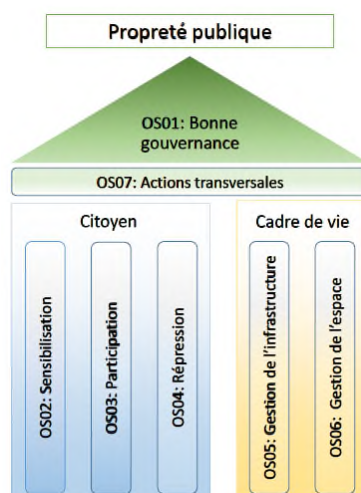 Propreté publique
OS01: Bonne
gouvernance
OS07: Actions transversales
Citoyen
OS02: Sensibilisation
OS03: Participation
OS04: Répression
Cadre de vie
OS05: Gestion de l'infrastructure
OS06: Gestion de l'espace